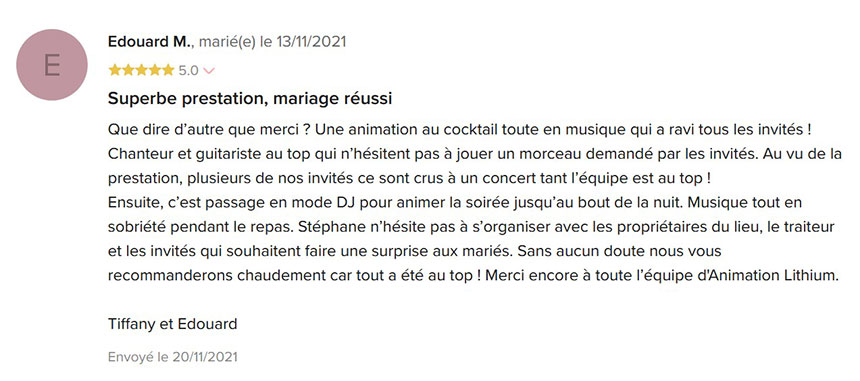 E
Edouard M., marié(e) le 13/11/2021
5.0
Superbe prestation, mariage réussi
Que dire d’autre que merci ? Une animation au cocktail toute en musique qui a ravi tous les invités !
Chanteur et guitariste au top qui n’hésitent pas à jouer un morceau demandé par les invités. Au vu de la
prestation, plusieurs de nos invités ce sont crus à un concert tant l’équipe est au top !
Ensuite, c’est passage en mode DJ pour animer la soirée jusqu’au bout de la nuit. Musique tout en
sobriété pendant le repas. Stéphane n’hésite pas à s’organiser avec les propriétaires du lieu, le traiteur
et les invités qui souhaitent faire une surprise aux mariés. Sans aucun doute nous vous
recommanderons chaudement car tout a été au top ! Merci encore à toute l’équipe d'Animation Lithium.
Tiffany et Edouard
Envoyé le 20/11/2021